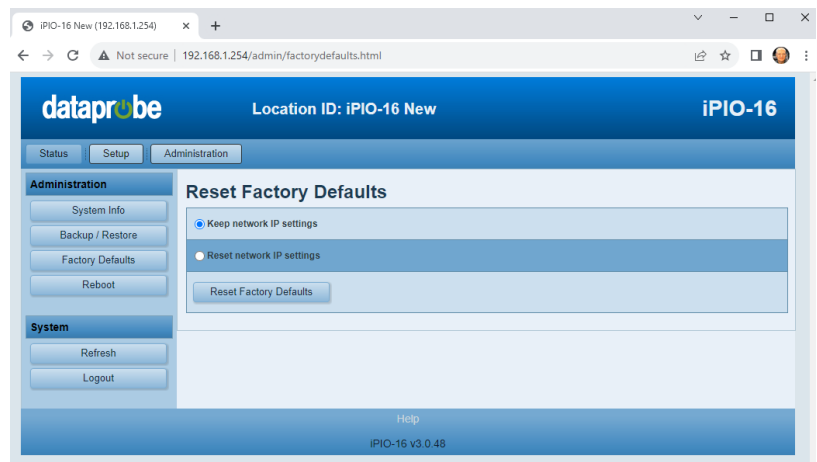 iPIO-16 New (192.168.1.254)
Not secure 192.168.1.254/admin/factorydefaults.html
dataprobe Location ID: iPIO-16 New iPIO-16
Status Setup Administration
Administration
System Info
Backup / Restore
Factory Defaults
Reboot
System
Refresh
Logout
Reset Factory Defaults
Keep network IP settings
Reset network IP settings
Reset Factory Defaults
Help
iPIO-16 v3.0.48